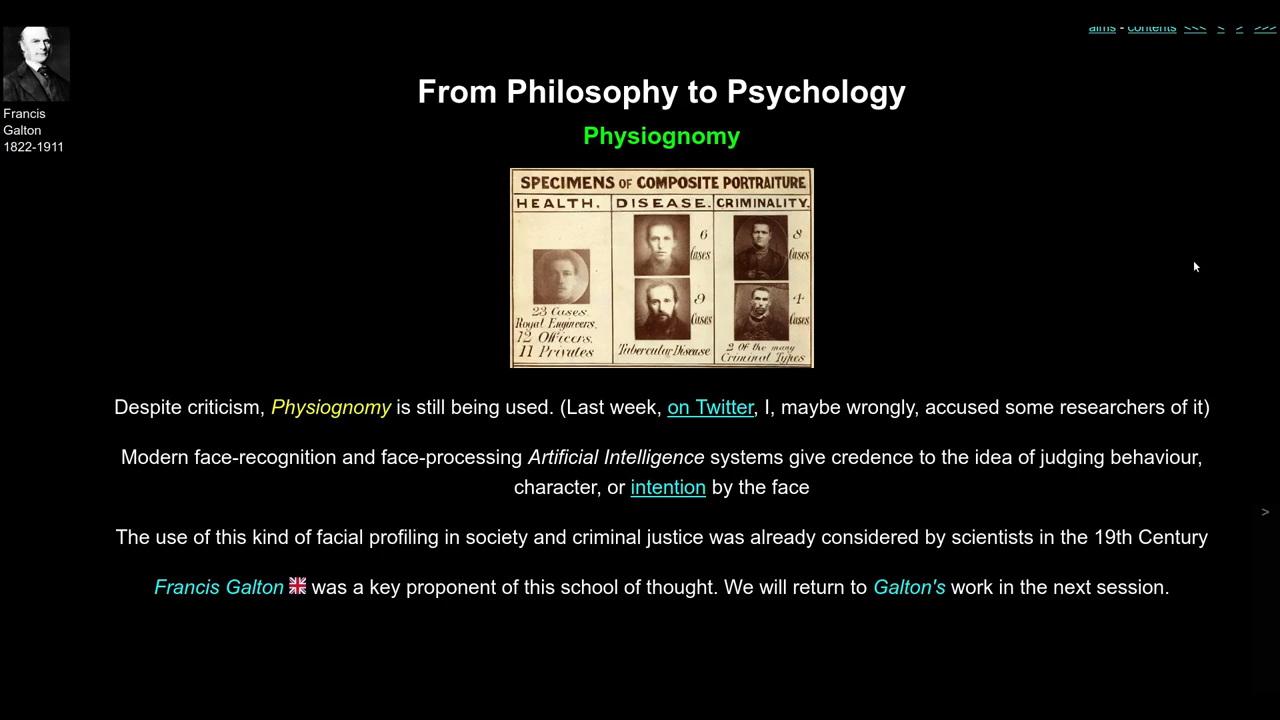 aims - contents <<< < > >>>
Francis
Galton
1822-1911
From Philosophy to Psychology
Physiognomy
SPECIMENS OF COMPOSITE PORTRAITURE
HEALTH. DISEASE. CRIMINALITY.
6
Cases
8
Cases
9
Cases
4
Cases
23 Cases.
Royal Engineers,
12 Officers,
11 Privates
Tubercular Disease
2 Of the many
Criminal Types
Despite criticism, Physiognomy is still being used. (Last week, on Twitter, I, maybe wrongly, accused some researchers of it)
Modern face-recognition and face-processing Artificial Intelligence systems give credence to the idea of judging behaviour,
character, or intention by the face
>
The use of this kind of facial profiling in society and criminal justice was already considered by scientists in the 19th Century
Francis Galton was a key proponent of this school of thought. We will return to Galton's work in the next session.